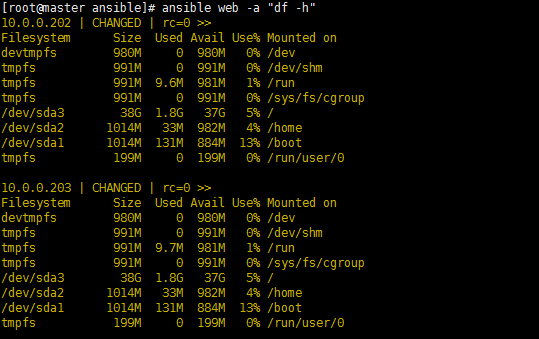 [root@master ansible]# ansible web -a "df -h"
10.0.0.202 | CHANGED | rc=0 >>
Filesystem      Size  Used Avail Use% Mounted on
devtmpfs        980M     0  980M   0% /dev
tmpfs           991M     0  991M   0% /dev/shm
tmpfs           991M  9.6M  981M   1% /run
tmpfs           991M     0  991M   0% /sys/fs/cgroup
/dev/sda3        38G  1.8G   37G   5% /
/dev/sda2      1014M   33M  982M   4% /home
/dev/sda1      1014M  131M  884M  13% /boot
tmpfs           199M     0  199M   0% /run/user/0
10.0.0.203 | CHANGED | rc=0 >>
Filesystem      Size  Used Avail Use% Mounted on
devtmpfs        980M     0  980M   0% /dev
tmpfs           991M     0  991M   0% /dev/shm
tmpfs           991M  9.7M  981M   1% /run
tmpfs           991M     0  991M   0% /sys/fs/cgroup
/dev/sda3        38G  1.8G   37G   5% /
/dev/sda2      1014M   33M  982M   4% /home
/dev/sda1      1014M  131M  884M  13% /boot
tmpfs           199M     0  199M   0% /run/user/0